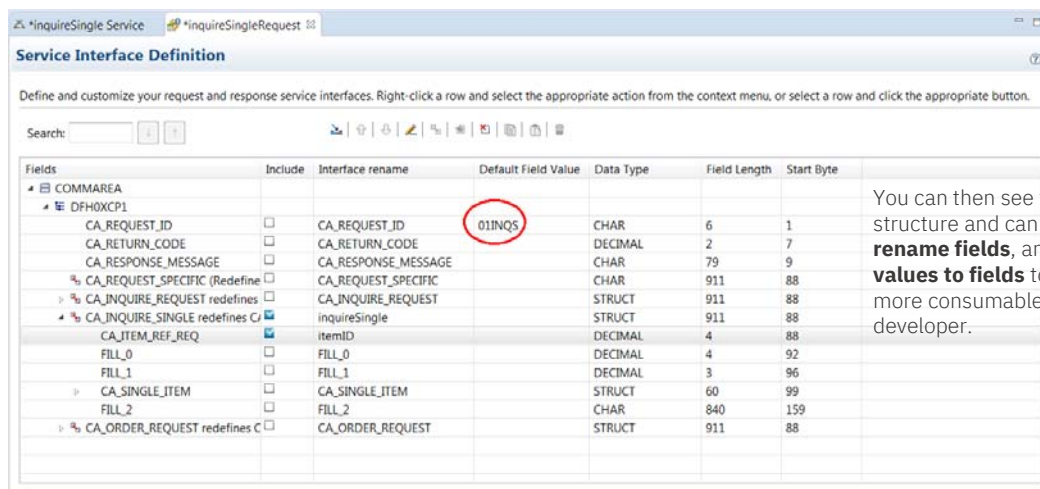 *inquireSingle Service *inquireSingleRequest
Service Interface Definition
Define and customize your request and response service interfaces. Right-click a row and select the appropriate action from the context menu, or select a row and click the appropriate button.
Search:
Fields Include Interface rename Default Field Value Data Type Field Length Start Byte
COMMAREA
DFH0XCP1
CA_REQUEST_ID CA_REQUEST_ID 01INQS CHAR 6 1
CA_RETURN_CODE CA_RETURN_CODE DECIMAL 2 7
CA_RESPONSE_MESSAGE CA_RESPONSE_MESSAGE CHAR 79 9
CA_REQUEST_SPECIFIC (Redefine CA_REQUEST_SPECIFIC CHAR 911 88
CA_INQUIRE_REQUEST redefines CA_INQUIRE_REQUEST STRUCT 911 88
CA_INQUIRE_SINGLE redefines CA inquireSingle STRUCT 911 88
CA_ITEM_REF_REQ itemID DECIMAL 4 88
FILL_0 FILL_0 DECIMAL 4 92
FILL_1 FILL_1 DECIMAL 3 96
CA_SINGLE_ITEM CA_SINGLE_ITEM STRUCT 60 99
FILL_2 FILL_2 CHAR 840 159
CA_ORDER_REQUEST redefines C CA_ORDER_REQUEST STRUCT 911 88
You can then see
structure and can
rename fields,
values to fields
more consumable
developer.